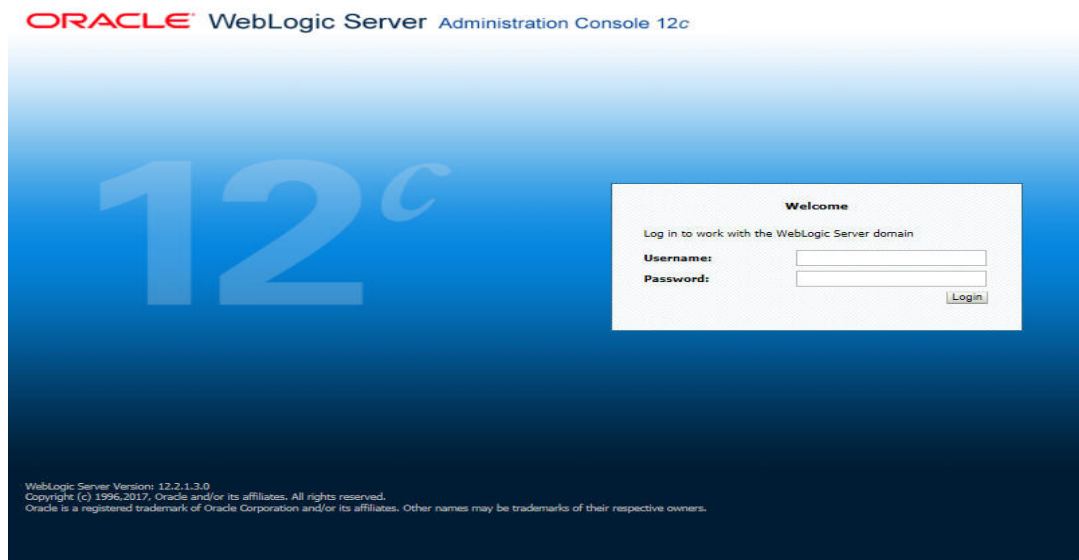 ORACLE WebLogic Server Administration Console 12c
12c
Welcome
Log in to work with the WebLogic Server domain
Username:
Password:
Login
WebLogic Server Version: 12.2.1.3.0
Copyright (c) 1996,2017, Oracle and/or its affiliates. All rights reserved.
Oracle is a registered trademark of Oracle Corporation and/or its affiliates. Other names may be trademarks of their respective owners.